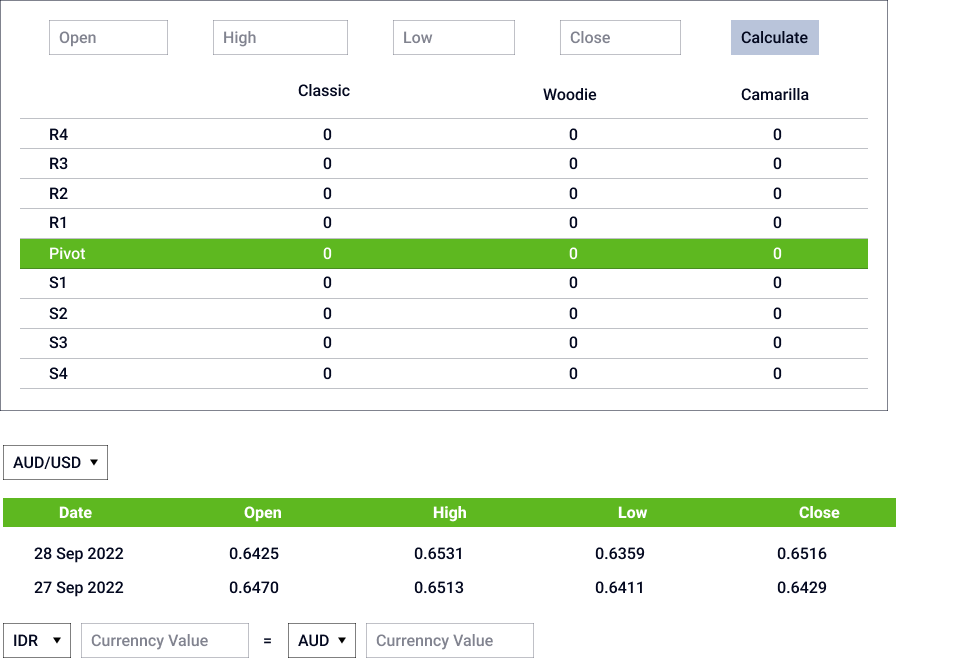 Open High Low Close Calculate
Classic Woodie Camarilla
R4 0 0 0
R3 0 0 0
R2 0 0 0
R1 0 0 0
Pivot 0 0 0
S1 0 0 0
S2 0 0 0
S3 0 0 0
S4 0 0 0
AUD/USD
Date Open High Low Close
28 Sep 2022 0.6425 0.6531 0.6359 0.6516
27 Sep 2022 0.6470 0.6513 0.6411 0.6429
IDR Currenncy Value = AUD Currenncy Value